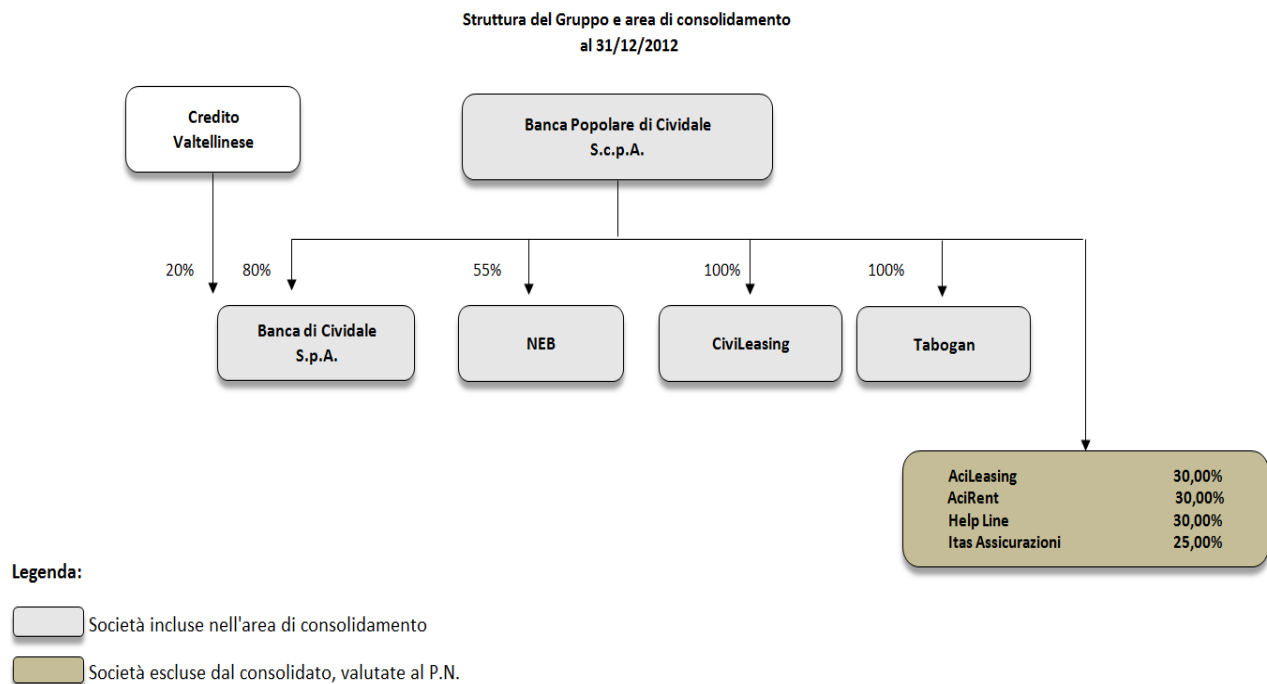 Struttura del Gruppo e area di consolidamento
al 31/12/2012
Credito
Valtellinese
Banca Popolare di Cividale
S.c.p.A.
20%
80%
55%
100%
100%
Banca di Cividale
S.p.A.
NEB
CiviLeasing
Tabogan
AciLeasing 30,00%
AciRent 30,00%
Help Line 30,00%
Itas Assicurazioni 25,00%
Legenda:
Società incluse nell'area di consolidamento
Società escluse dal consolidato, valutate al P.N.